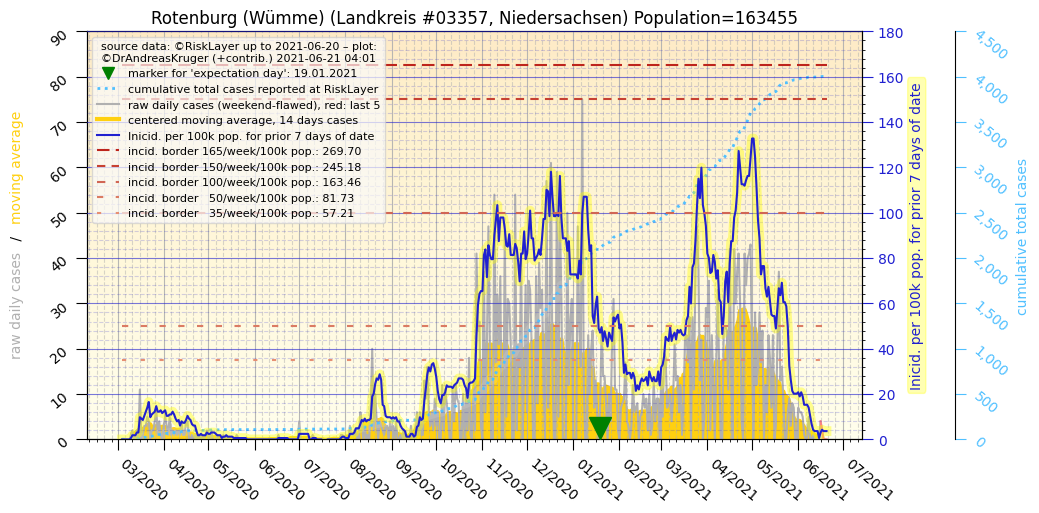 Rotenburg (Wümme) (Landkreis #03357, Niedersachsen) Population=163455
source data: ©RiskLayer up to 2021-06-20 – plot:
©DrAndreasKruger (+contrib.) 2021-06-21 04:01
marker for 'expectation day': 19.01.2021
cumulative total cases reported at RiskLayer
raw daily cases (weekend-flawed), red: last 5
centered moving average, 14 days cases
Inicid. per 100k pop. for prior 7 days of date
incid. border 165/week/100k pop.: 269.70
incid. border 150/week/100k pop.: 245.18
incid. border 100/week/100k pop.: 163.46
incid. border   50/week/100k pop.: 81.73
incid. border   35/week/100k pop.: 57.21
raw daily cases / moving average
90
80
70
60
50
40
30
20
10
0
03/2020
04/2020
05/2020
06/2020
07/2020
08/2020
09/2020
10/2020
11/2020
12/2020
01/2021
02/2021
03/2021
04/2021
05/2021
06/2021
07/2021
180
160
140
120
100
80
60
40
20
0
Inicid. per 100k pop. for prior 7 days of date
4,500
4,000
3,500
3,000
2,500
2,000
1,500
1,000
500
0
cumulative total cases